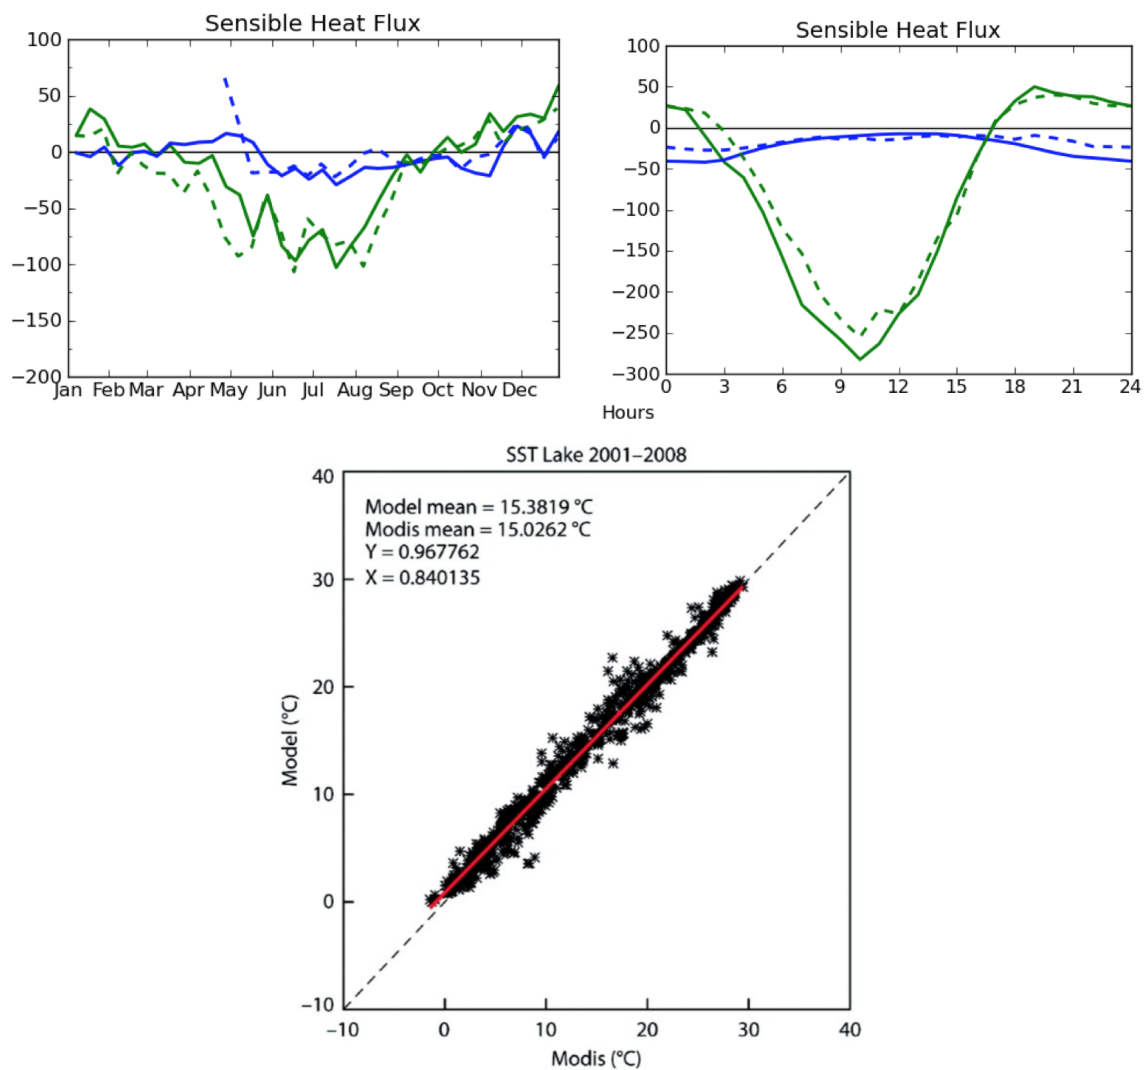 Sensible Heat Flux
100
50
0
−50
−100
−150
−200
Jan Feb Mar Apr May Jun Jul Aug Sep Oct Nov Dec
Sensible Heat Flux
100
50
0
−50
−100
−150
−200
−250
−300
0 3 6 9 12 15 18 21 24
Hours
SST Lake 2001–2008
Model mean = 15.3819 °C
Modis mean = 15.0262 °C
Y = 0.967762
X = 0.840135
40
30
20
10
0
−10
Model (°C)
−10 0 10 20 30 40
Modis (°C)